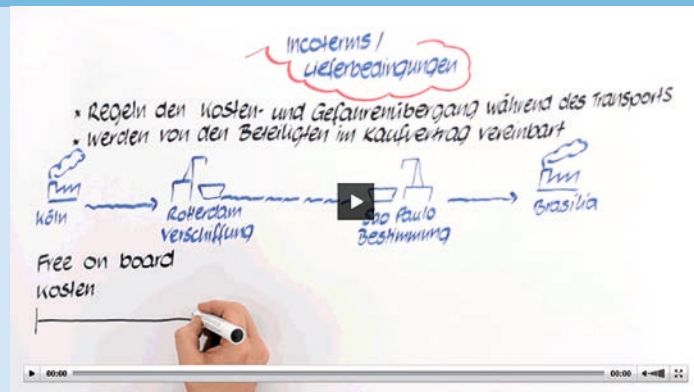 Incoterms /
Lieferbedingungen
* Regeln den Kosten- und Gefahrenübergang während des Transports
* werden von den Beteiligten im Kaufvertrag vereinbart
Köln
Rotterdam
Verschiffung
Sao Paulo
Bestimmung
Brasilia
Free on board
Kosten
00:00
00:00